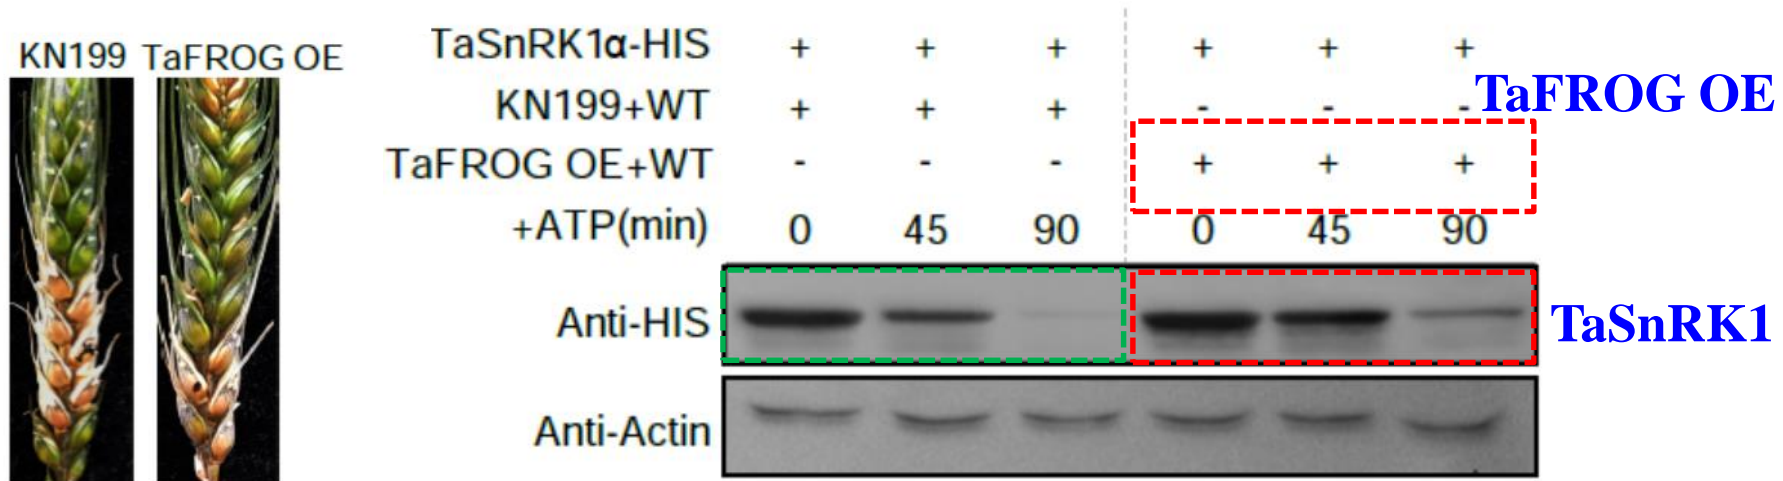 KN199 TaFROG OE
TaSnRK1α-HIS + + + + + +
KN199+WT + + + - - -
TaFROG OE
TaFROG OE+WT - - - + + +
+ATP(min) 0 45 90 0 45 90
Anti-HIS
TaSnRK1
Anti-Actin